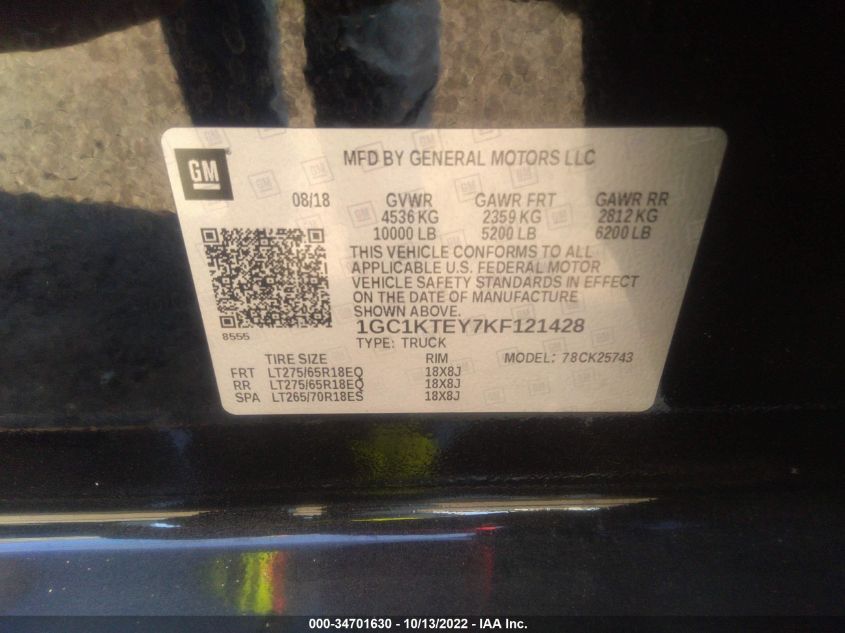 GM
MFD BY GENERAL MOTORS LLC
08/18 GVWR GAWR FRT GAWR RR
4536 KG 2359 KG 2812 KG
10000 LB 5200 LB 6200 LB
THIS VEHICLE CONFORMS TO ALL
APPLICABLE U.S. FEDERAL MOTOR
VEHICLE SAFETY STANDARDS IN EFFECT
ON THE DATE OF MANUFACTURE
SHOWN ABOVE.
8555
1GC1KTEY7KF121428
TYPE: TRUCK
MODEL: 78CK25743
TIRE SIZE RIM
FRT LT275/65R18EQ 18X8J
RR LT275/65R18EQ 18X8J
SPA LT265/70R18ES 18X8J
000-34701630 - 10/13/2022 - IAA Inc.